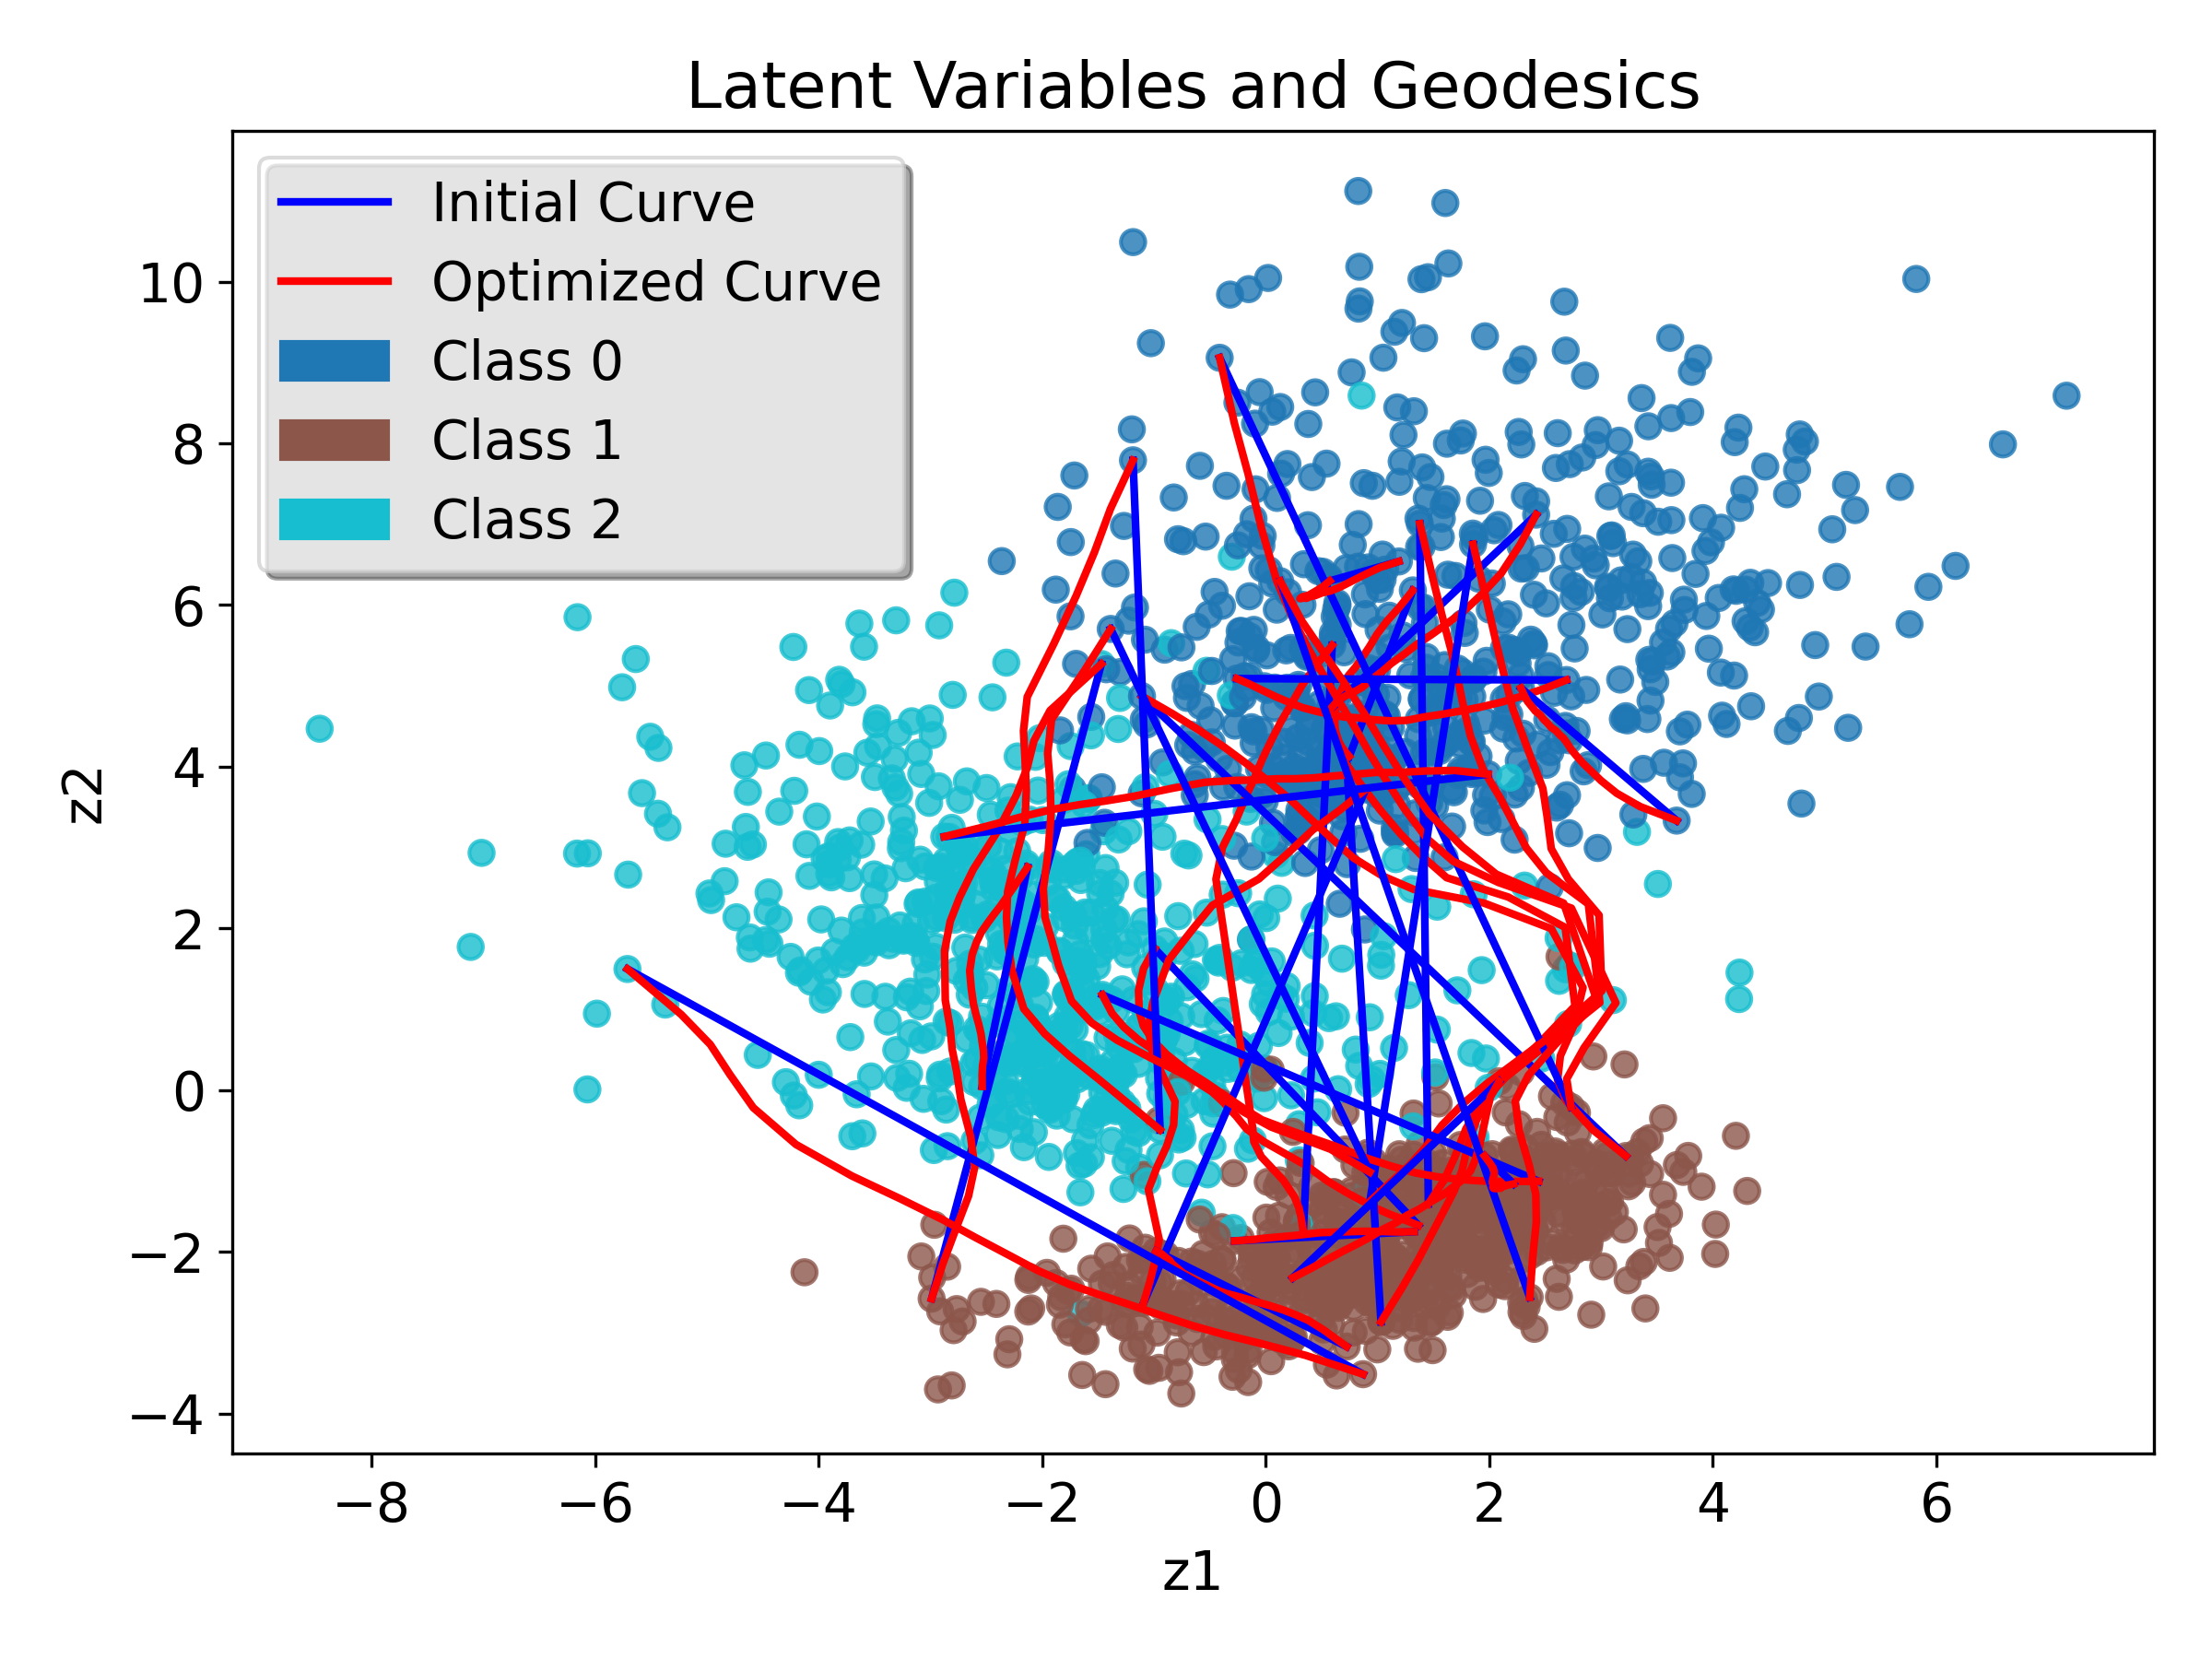 Latent Variables and Geodesics
Initial Curve
Optimized Curve
Class 0
Class 1
Class 2
10
8
6
4
2
0
−2
−4
z2
−8 −6 −4 −2 0 2 4 6
z1